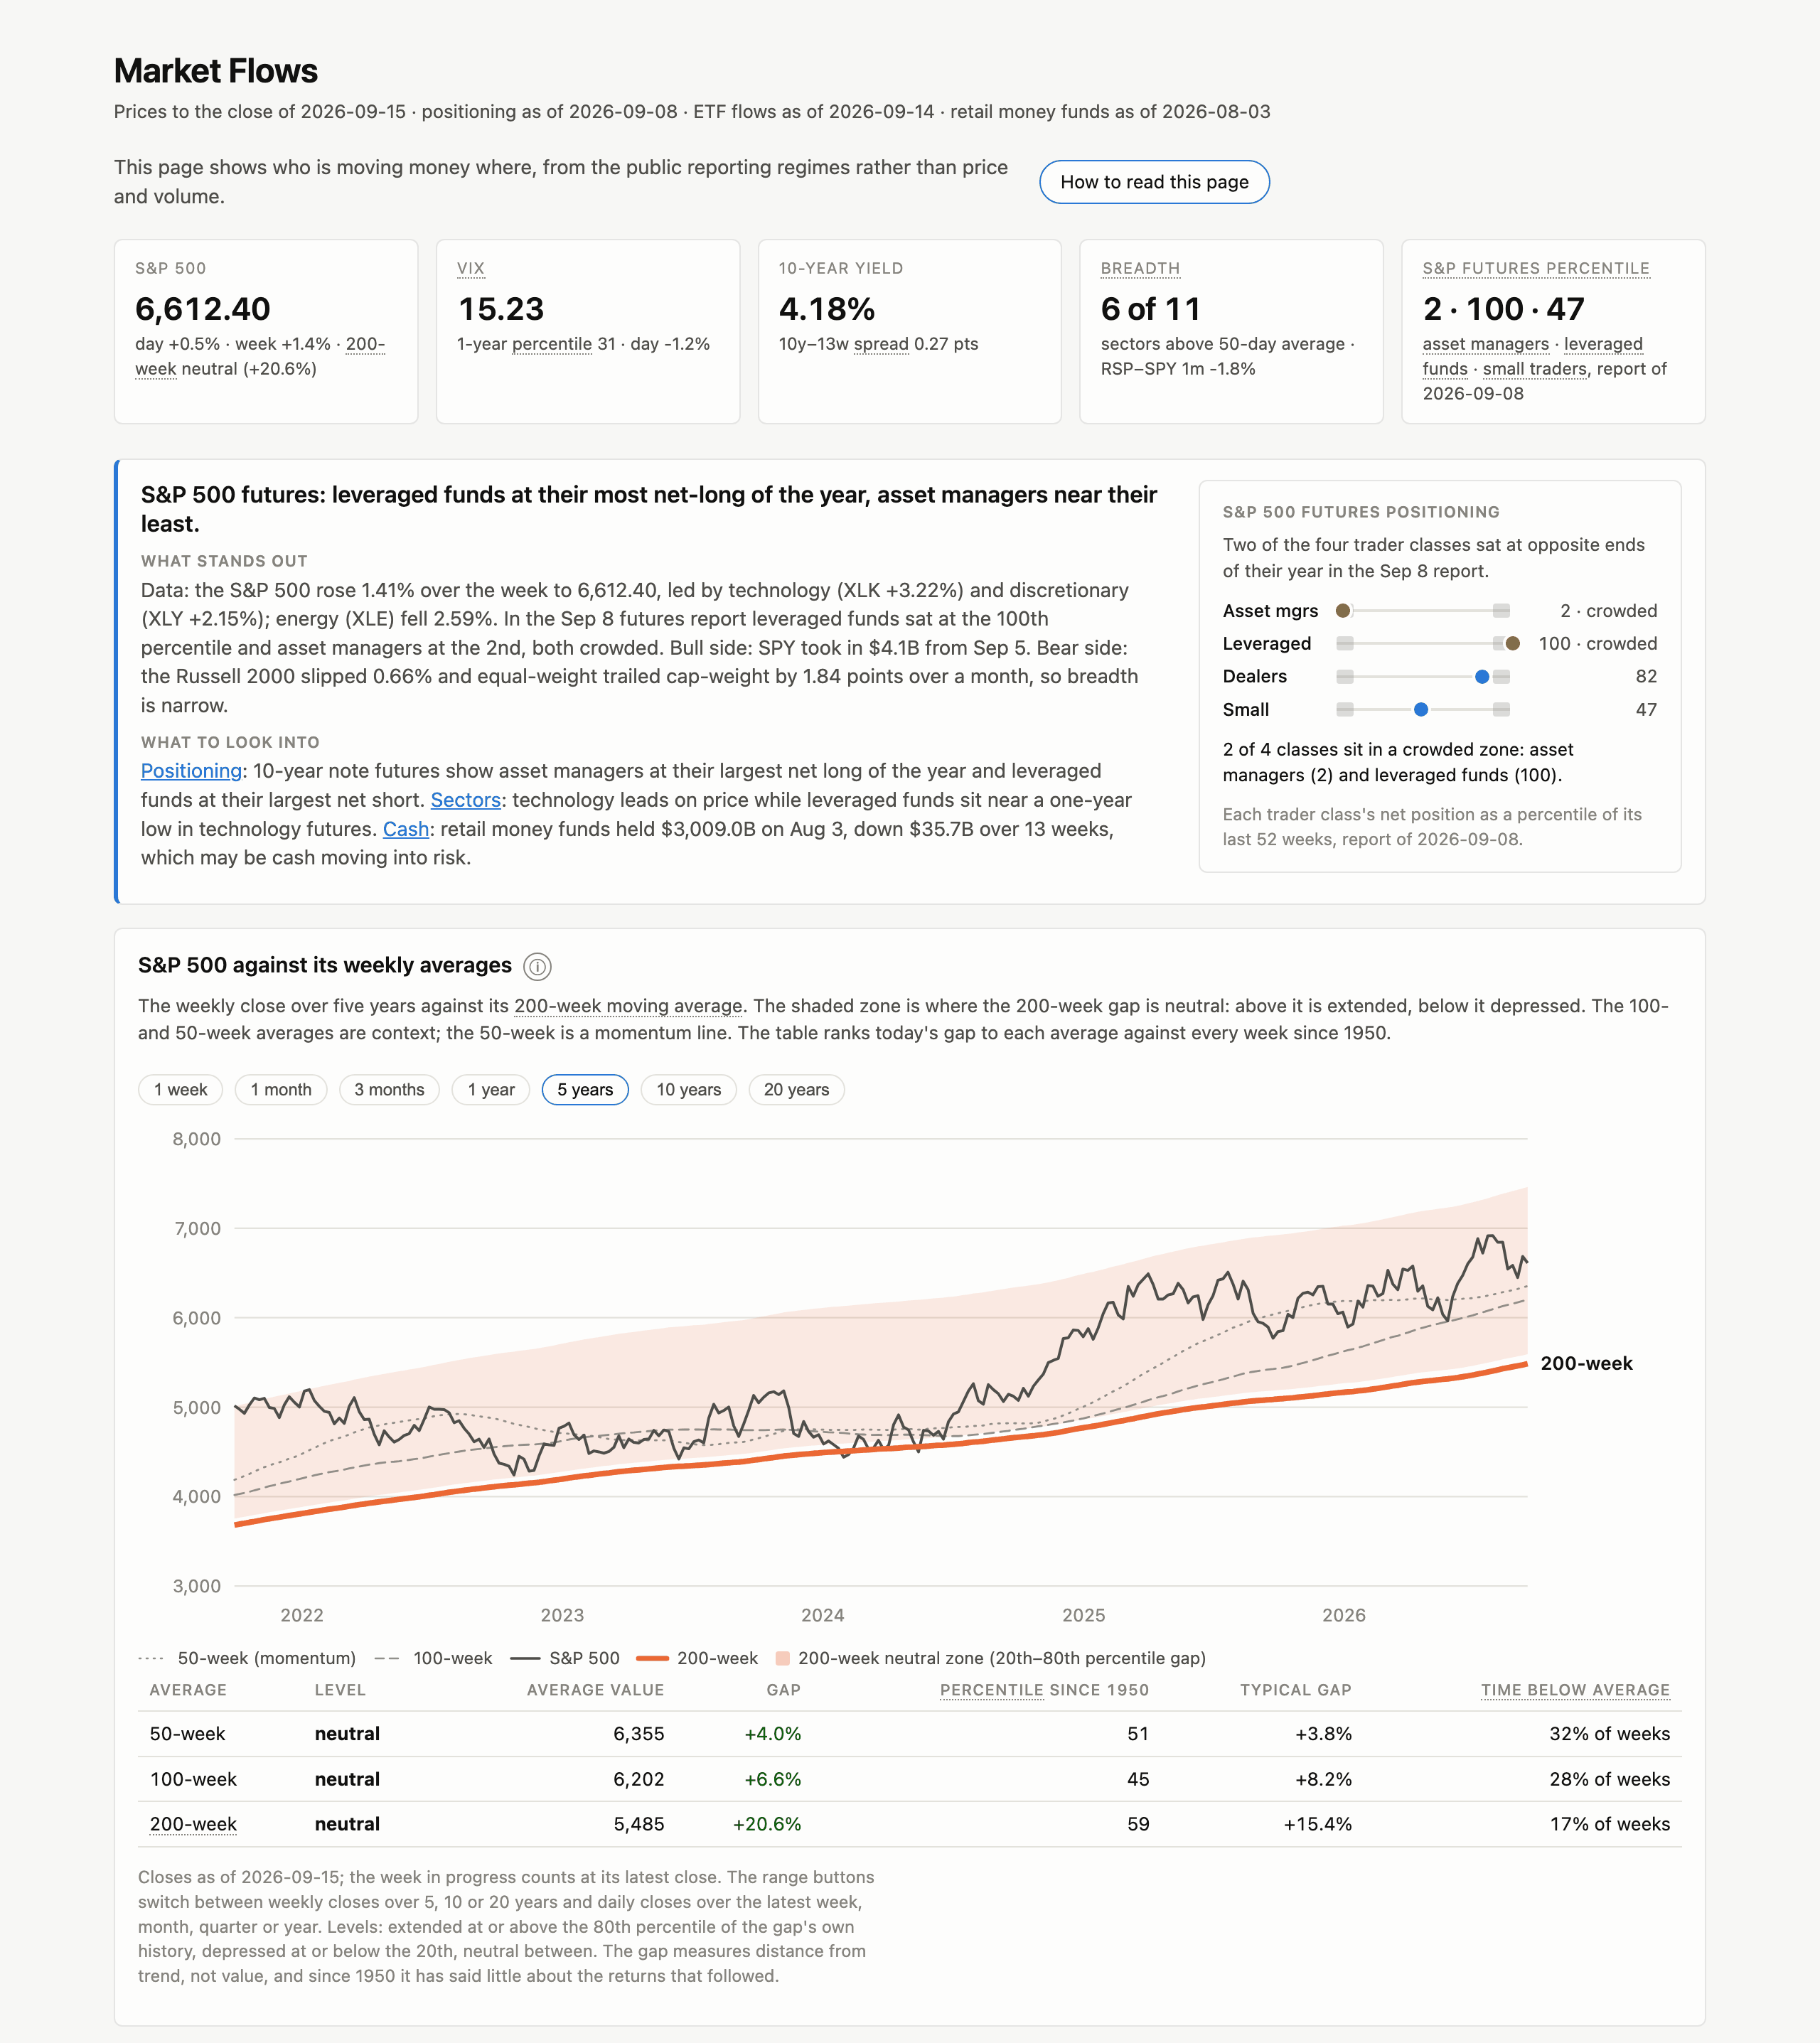 Market Flows
Prices to the close of 2026-09-15 · positioning as of 2026-09-08 · ETF flows as of 2026-09-14 · retail money funds as of 2026-08-03
This page shows who is moving money where, from the public reporting regimes rather than price
and volume.
How to read this page
S&P 500
6,612.40
day +0.5% · week +1.4% · 200-
week neutral (+20.6%)
VIX
15.23
1-year percentile 31 · day -1.2%
10-YEAR YIELD
4.18%
10y–13w spread 0.27 pts
BREADTH
6 of 11
sectors above 50-day average ·
RSP–SPY 1m -1.8%
S&P FUTURES PERCENTILE
2 · 100 · 47
asset managers · leveraged
funds · small traders, report of
2026-09-08
S&P 500 futures: leveraged funds at their most net-long of the year, asset managers near their
least.
WHAT STANDS OUT
Data: the S&P 500 rose 1.41% over the week to 6,612.40, led by technology (XLK +3.22%) and discretionary
(XLY +2.15%); energy (XLE) fell 2.59%. In the Sep 8 futures report leveraged funds sat at the 100th
percentile and asset managers at the 2nd, both crowded. Bull side: SPY took in $4.1B from Sep 5. Bear side:
the Russell 2000 slipped 0.66% and equal-weight trailed cap-weight by 1.84 points over a month, so breadth
is narrow.
WHAT TO LOOK INTO
Positioning: 10-year note futures show asset managers at their largest net long of the year and leveraged
funds at their largest net short. Sectors: technology leads on price while leveraged funds sit near a one-year
low in technology futures. Cash: retail money funds held $3,009.0B on Aug 3, down $35.7B over 13 weeks,
which may be cash moving into risk.
S&P 500 FUTURES POSITIONING
Two of the four trader classes sat at opposite ends
of their year in the Sep 8 report.
Asset mgrs 2 · crowded
Leveraged 100 · crowded
Dealers 82
Small 47
2 of 4 classes sit in a crowded zone: asset
managers (2) and leveraged funds (100).
Each trader class's net position as a percentile of its
last 52 weeks, report of 2026-09-08.
S&P 500 against its weekly averages
The weekly close over five years against its 200-week moving average. The shaded zone is where the 200-week gap is neutral: above it is extended, below it depressed. The 100-
and 50-week averages are context; the 50-week is a momentum line. The table ranks today's gap to each average against every week since 1950.
1 week 1 month 3 months 1 year 5 years 10 years 20 years
8,000
7,000
6,000
5,000
4,000
3,000
200-week
2022 2023 2024 2025 2026
50-week (momentum) 100-week S&P 500 200-week 200-week neutral zone (20th–80th percentile gap)
AVERAGE LEVEL AVERAGE VALUE GAP PERCENTILE SINCE 1950 TYPICAL GAP TIME BELOW AVERAGE
50-week neutral 6,355 +4.0% 51 +3.8% 32% of weeks
100-week neutral 6,202 +6.6% 45 +8.2% 28% of weeks
200-week neutral 5,485 +20.6% 59 +15.4% 17% of weeks
Closes as of 2026-09-15; the week in progress counts at its latest close. The range buttons
switch between weekly closes over 5, 10 or 20 years and daily closes over the latest week,
month, quarter or year. Levels: extended at or above the 80th percentile of the gap's own
history, depressed at or below the 20th, neutral between. The gap measures distance from
trend, not value, and since 1950 it has said little about the returns that followed.